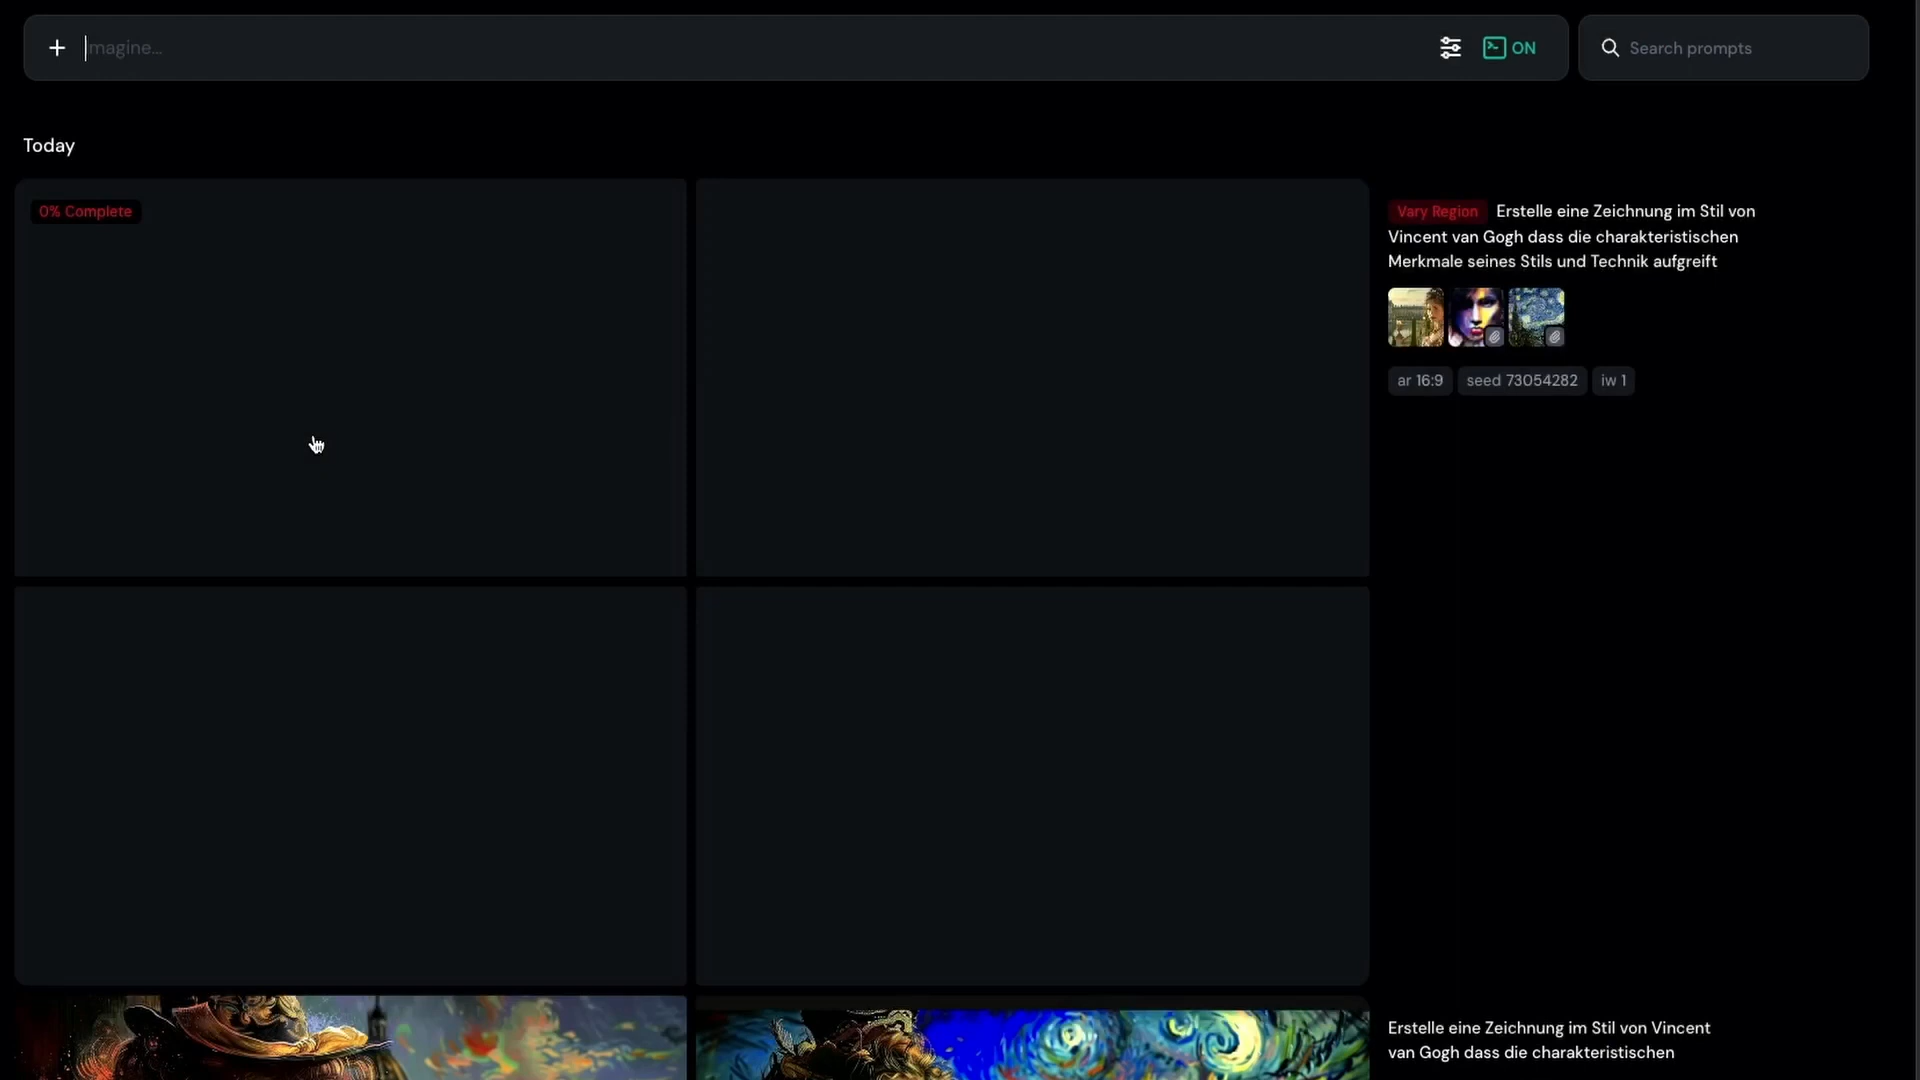 Imagine...
ON
Search prompts
Today
0% Complete
Vary Region Erstelle eine Zeichnung im Stil von
Vincent van Gogh dass die charakteristischen
Merkmale seines Stils und Technik aufgreift
ar 16:9 seed 73054282 iw 1
Erstelle eine Zeichnung im Stil von Vincent
van Gogh dass die charakteristischen